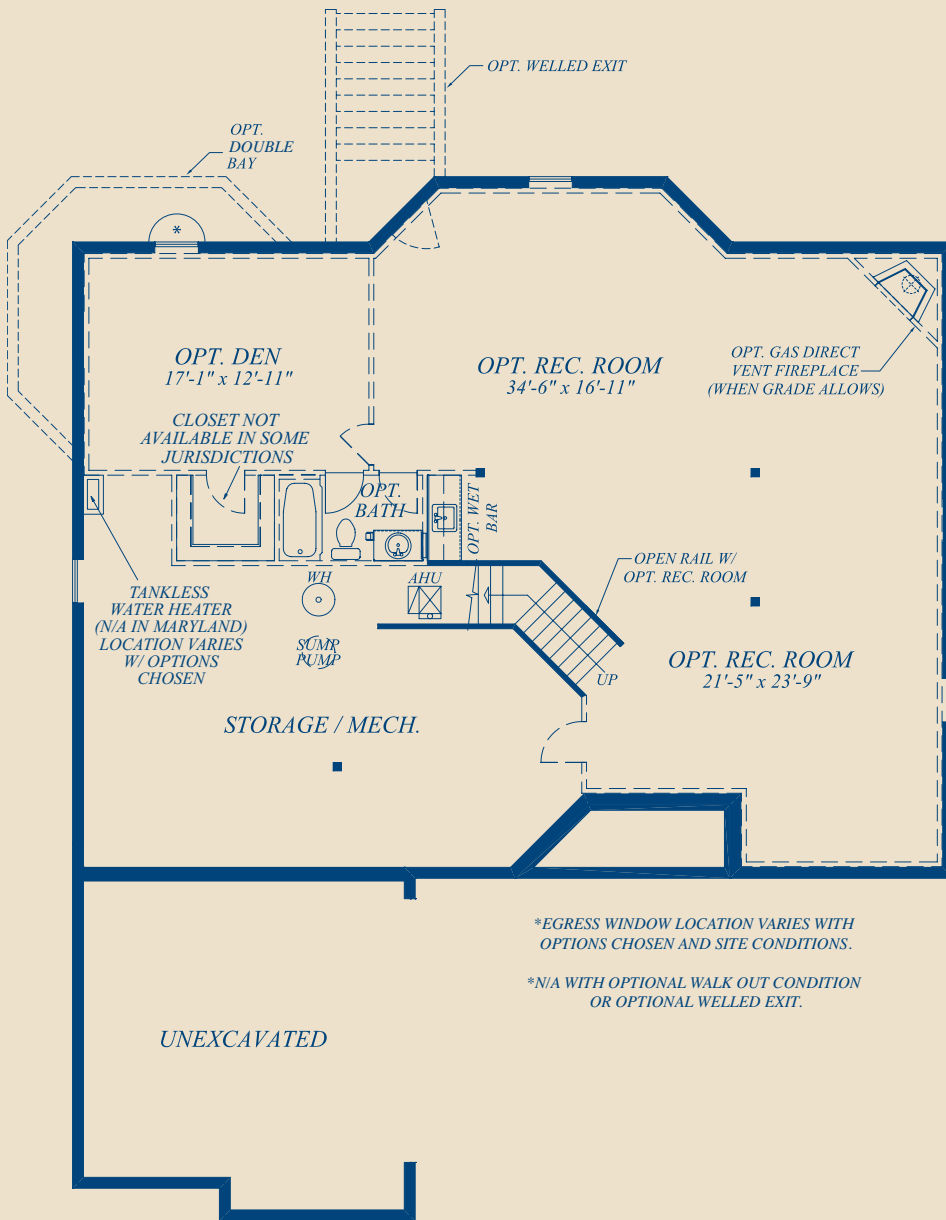 OPT. WELLED EXIT
OPT.
DOUBLE
BAY
*
OPT. DEN
17'-1" x 12'-11"
CLOSET NOT
AVAILABLE IN SOME
JURISDICTIONS
OPT. REC. ROOM
34'-6" x 16'-11"
OPT. GAS DIRECT
VENT FIREPLACE
(WHEN GRADE ALLOWS)
OPT.
BATH
OPT. WET
BAR
OPEN RAIL W/
OPT. REC. ROOM
TANKLESS
WATER HEATER
(N/A IN MARYLAND)
LOCATION VARIES
W/ OPTIONS
CHOSEN
WH
AHU
SUMP
PUMP
UP
OPT. REC. ROOM
21'-5" x 23'-9"
STORAGE / MECH.
*EGRESS WINDOW LOCATION VARIES WITH
OPTIONS CHOSEN AND SITE CONDITIONS.
*N/A WITH OPTIONAL WALK OUT CONDITION
OR OPTIONAL WELLED EXIT.
UNEXCAVATED